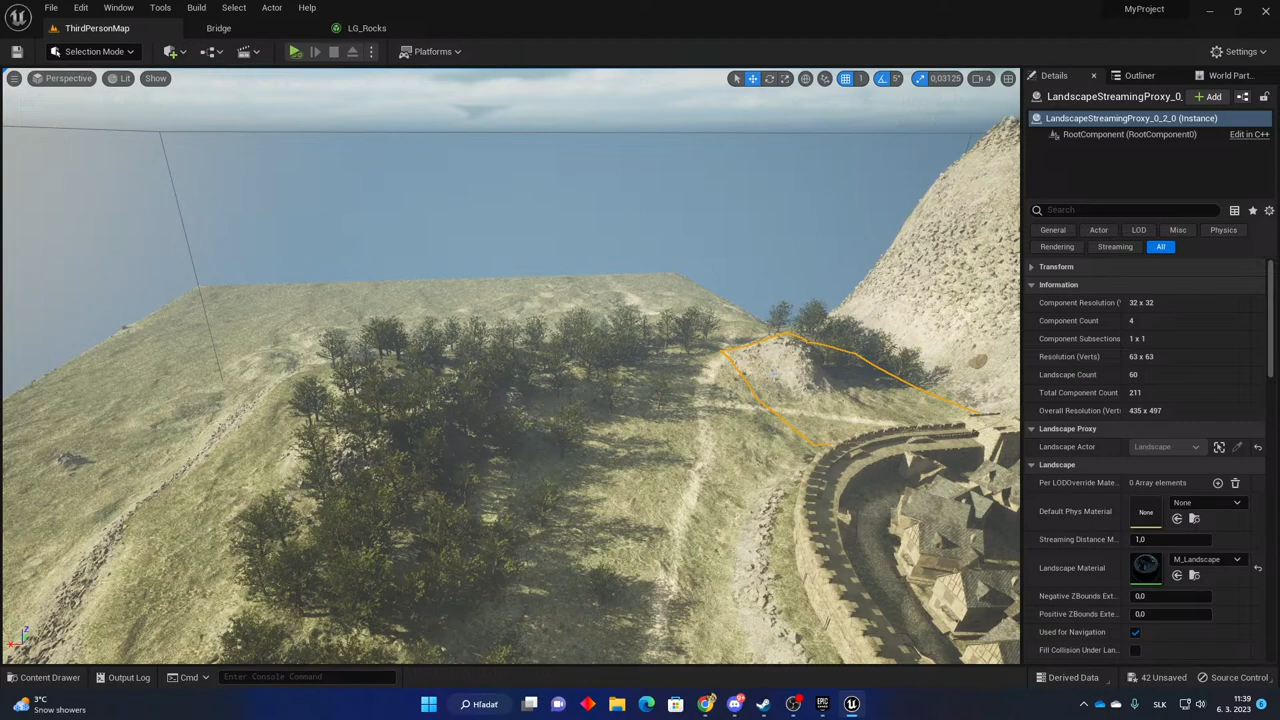 File Edit Window Tools Build Select Actor Help
MyProject
ThirdPersonMap
Bridge
LG_Rocks
Selection Mode
Platforms
Settings
Perspective
Lit
Show
1
5°
0,03125
4
Details
Outliner
World Part...
LandscapeStreamingProxy_0_
Add
LandscapeStreamingProxy_0_2_0 (Instance)
RootComponent (RootComponent0)
Edit in C++
Search
General
Actor
LOD
Misc
Physics
Rendering
Streaming
All
Transform
Information
Component Resolution (
32 x 32
Component Count
4
Component Subsections
1 x 1
Resolution (Verts)
63 x 63
Landscape Count
60
Total Component Count
211
Overall Resolution (Vert
435 x 497
Landscape Proxy
Landscape Actor
Landscape
Landscape
Per LODOverride Mate...
0 Array elements
Default Phys Material
None
None
Streaming Distance M...
1,0
Landscape Material
M_Landscape
Negative ZBounds Ext...
0,0
Positive ZBounds Exte...
0,0
Used for Navigation
Fill Collision Under Lan...
Z
X
Content Drawer
Output Log
Cmd
Enter Console Command
Derived Data
42 Unsaved
Source Control
3°C
Snow showers
Hľadať
EPIC
SLK
11:39
6. 3. 2023